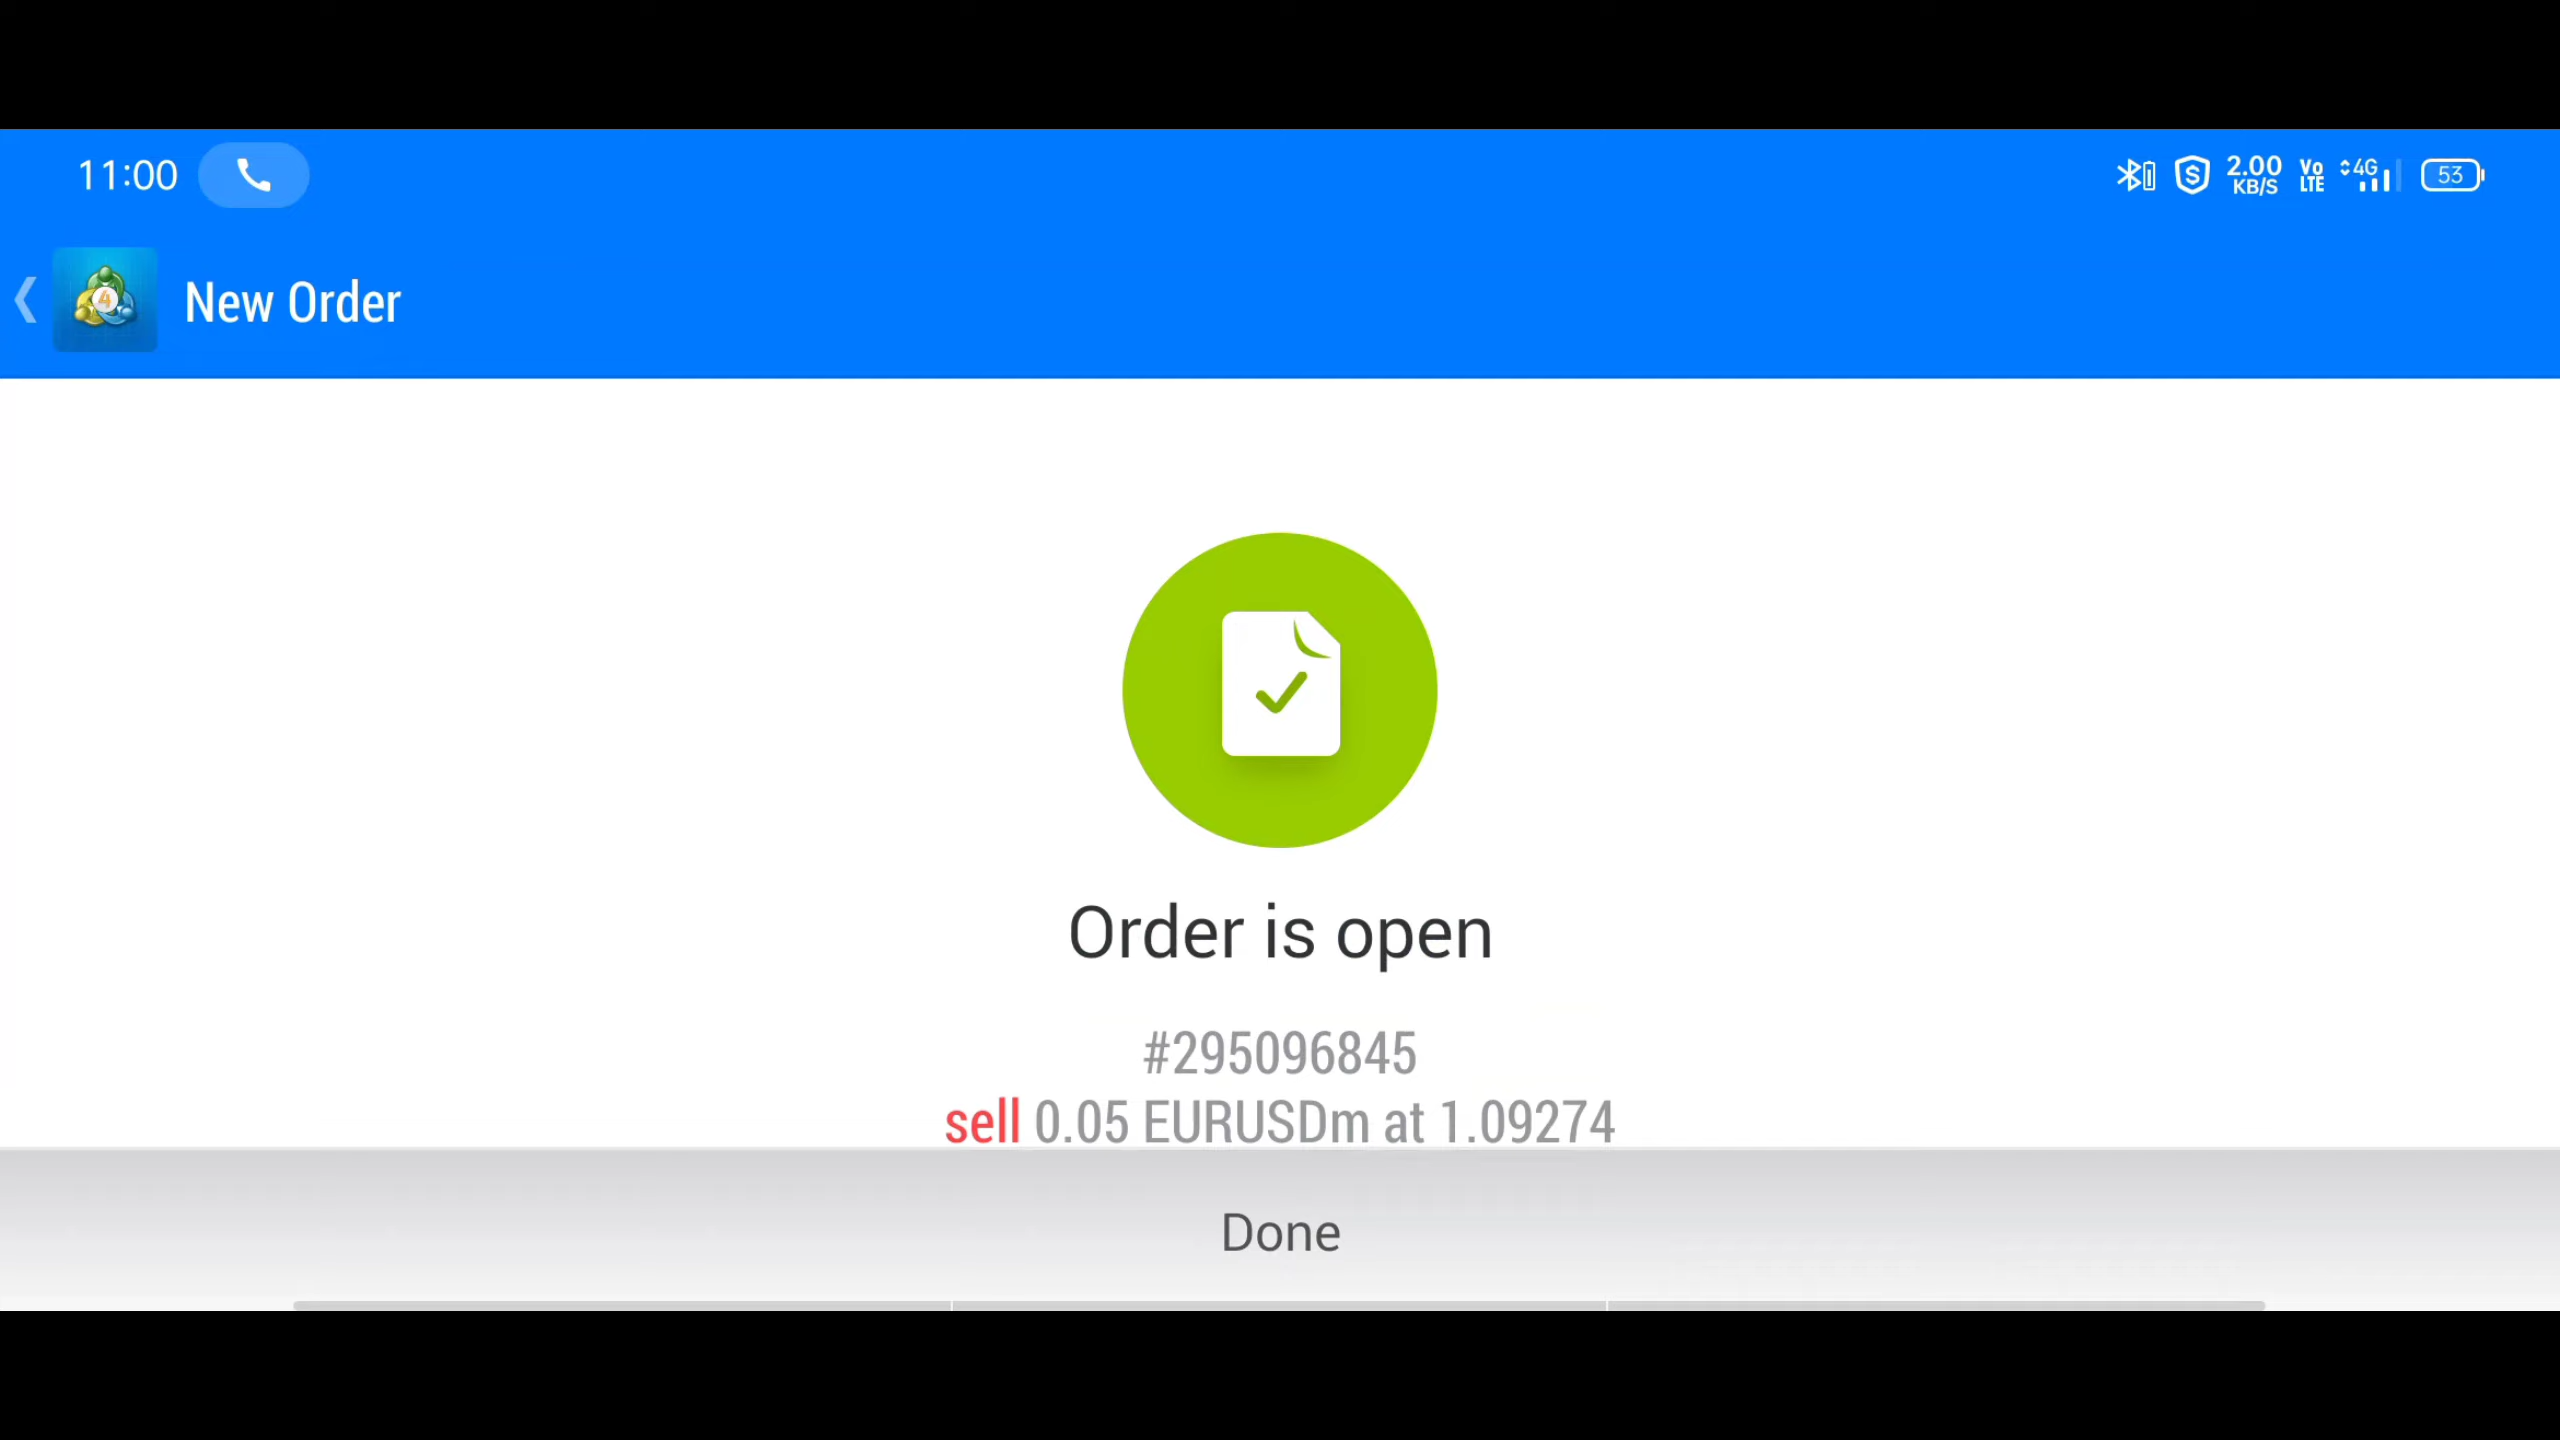 11:00
2.00
KB/S
Vo
LTE
4G
53
4
New Order
Order is open
#295096845
sell 0.05 EURUSDm at 1.09274
Done